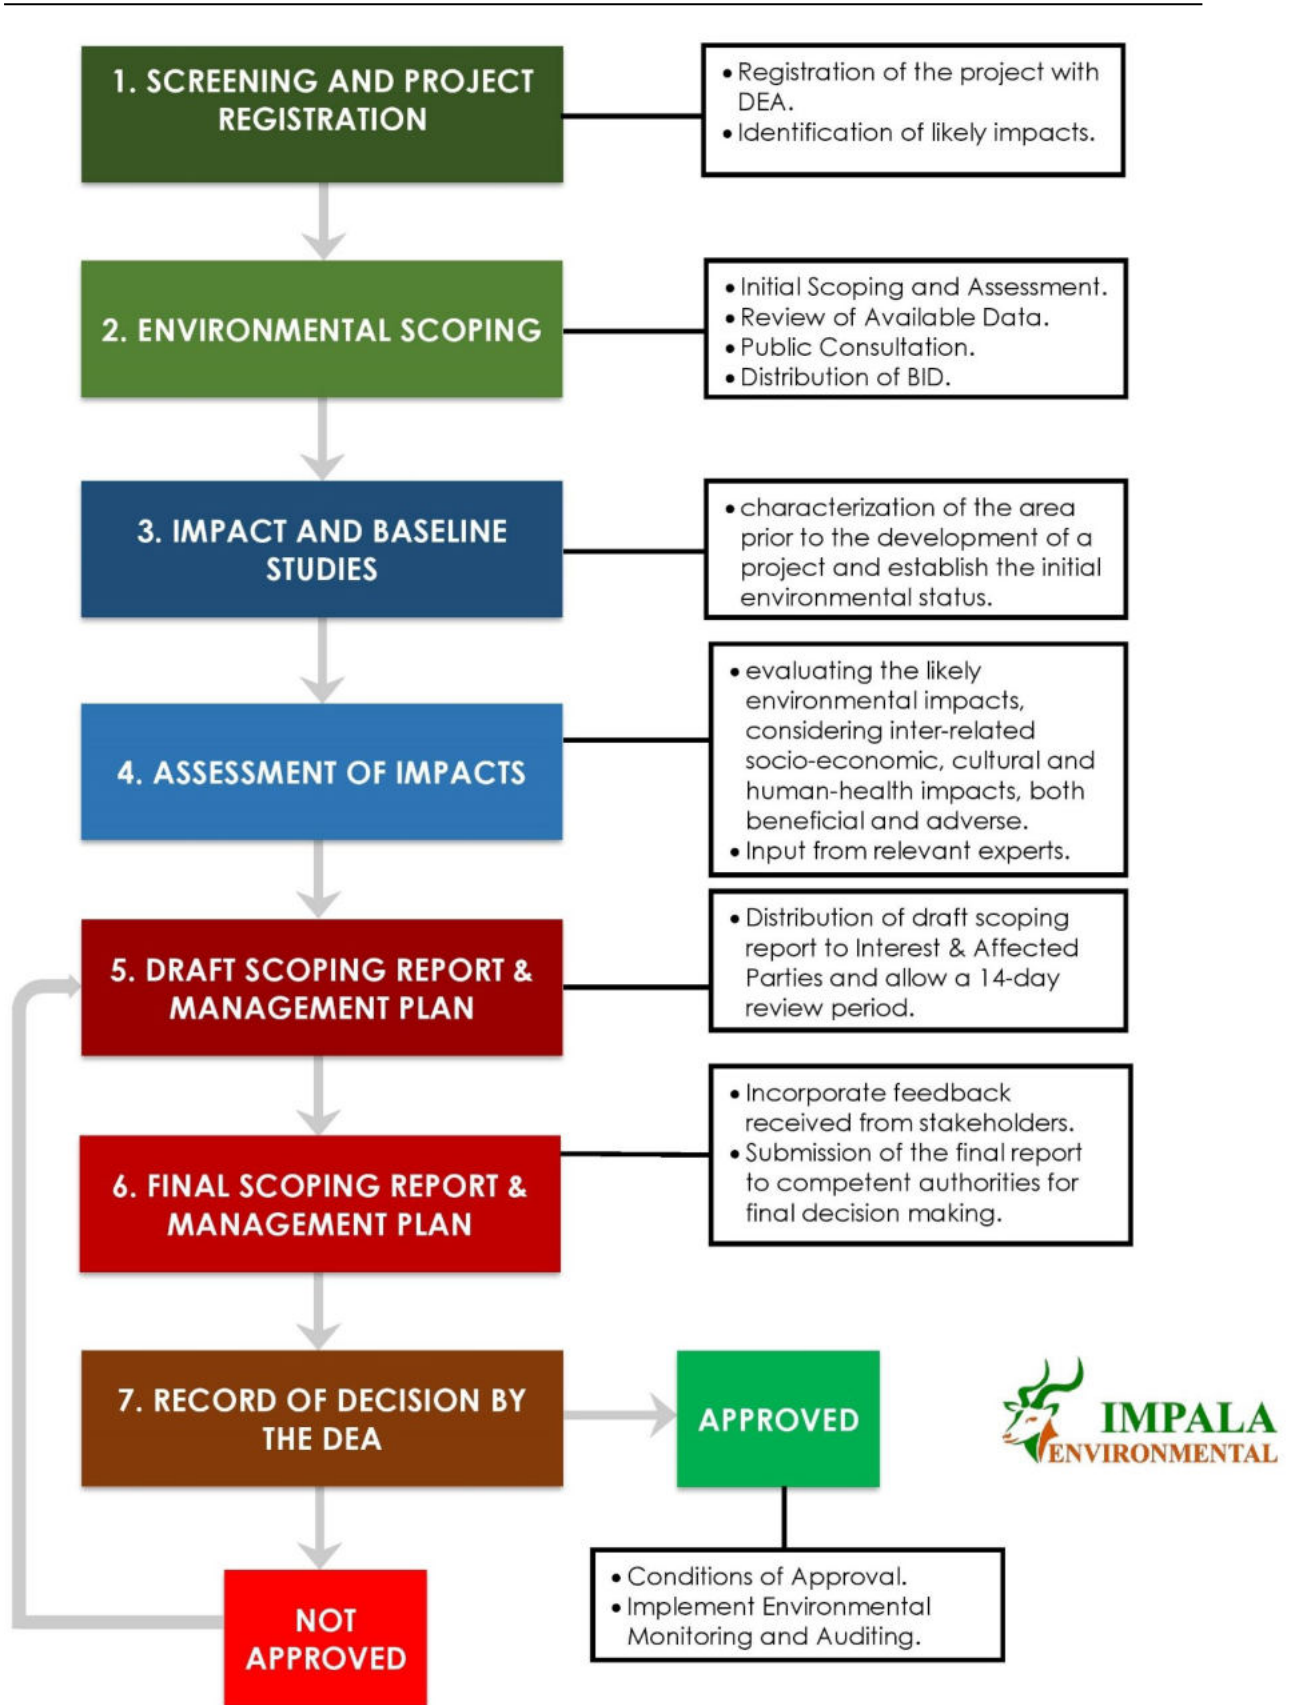 1. SCREENING AND PROJECT
REGISTRATION
• Registration of the project with
DEA.
• Identification of likely impacts.
2. ENVIRONMENTAL SCOPING
• Initial Scoping and Assessment.
• Review of Available Data.
• Public Consultation.
• Distribution of BID.
3. IMPACT AND BASELINE
STUDIES
• characterization of the area
prior to the development of a
project and establish the initial
environmental status.
4. ASSESSMENT OF IMPACTS
• evaluating the likely
environmental impacts,
considering inter-related
socio-economic, cultural and
human-health impacts, both
beneficial and adverse.
• Input from relevant experts.
5. DRAFT SCOPING REPORT &
MANAGEMENT PLAN
• Distribution of draft scoping
report to Interest & Affected
Parties and allow a 14-day
review period.
6. FINAL SCOPING REPORT &
MANAGEMENT PLAN
• Incorporate feedback
received from stakeholders.
• Submission of the final report
to competent authorities for
final decision making.
7. RECORD OF DECISION BY
THE DEA
APPROVED
IMPALA
ENVIRONMENTAL
• Conditions of Approval.
• Implement Environmental
Monitoring and Auditing.
NOT
APPROVED